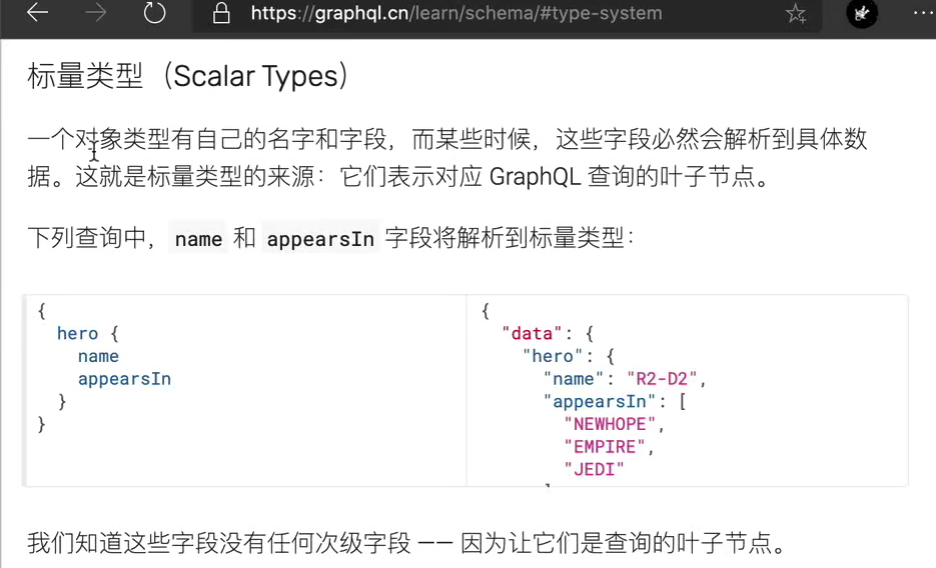 https://graphql.cn/learn/schema/#type-system
标量类型（Scalar Types）
一个对象类型有自己的名字和字段，而某些时候，这些字段必然会解析到具体数
据。这就是标量类型的来源：它们表示对应 GraphQL 查询的叶子节点。
下列查询中， name 和 appearsIn 字段将解析到标量类型：
{
hero {
name
appearsIn
}
}
{
"data": {
"hero": {
"name": "R2-D2",
"appearsIn": [
"NEWHOPE",
"EMPIRE",
"JEDI"
]
我们知道这些字段没有任何次级字段 —— 因为让它们是查询的叶子节点。